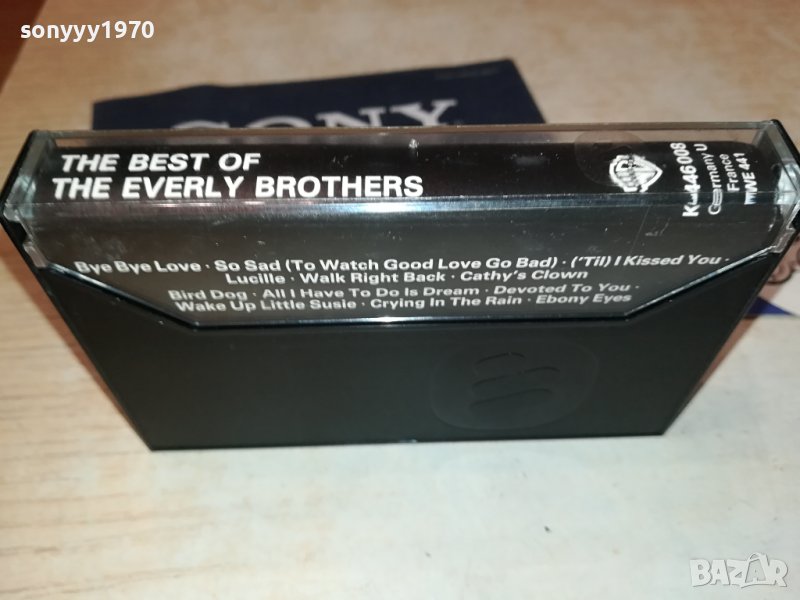 sonyyy1970
SONY
THE BEST OF
THE EVERLY BROTHERS
K 446 008
Germany U
France
WE 441
Bye Bye Love · So Sad (To Watch Good Love Go Bad) · ('Til) I Kissed You ·
Lucille · Walk Right Back · Cathy's Clown
Bird Dog · All I Have To Do Is Dream · Devoted To You ·
Wake Up Little Susie · Crying In The Rain · Ebony Eyes
BAZAR